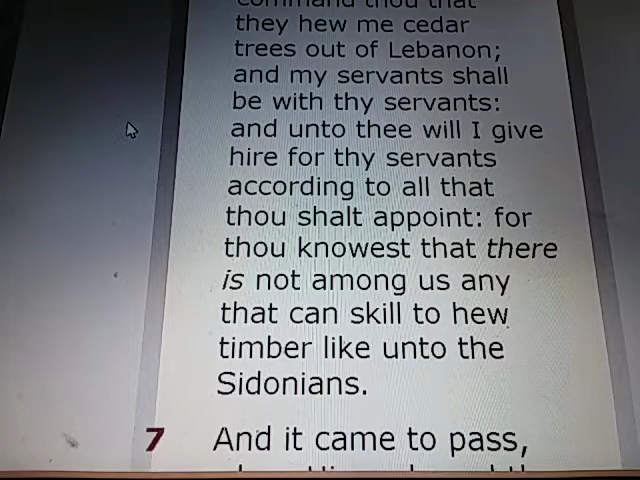 command thou that
they hew me cedar
trees out of Lebanon;
and my servants shall
be with thy servants:
and unto thee will I give
hire for thy servants
according to all that
thou shalt appoint: for
thou knowest that there
is not among us any
that can skill to hew
timber like unto the
Sidonians.
7 And it came to pass,